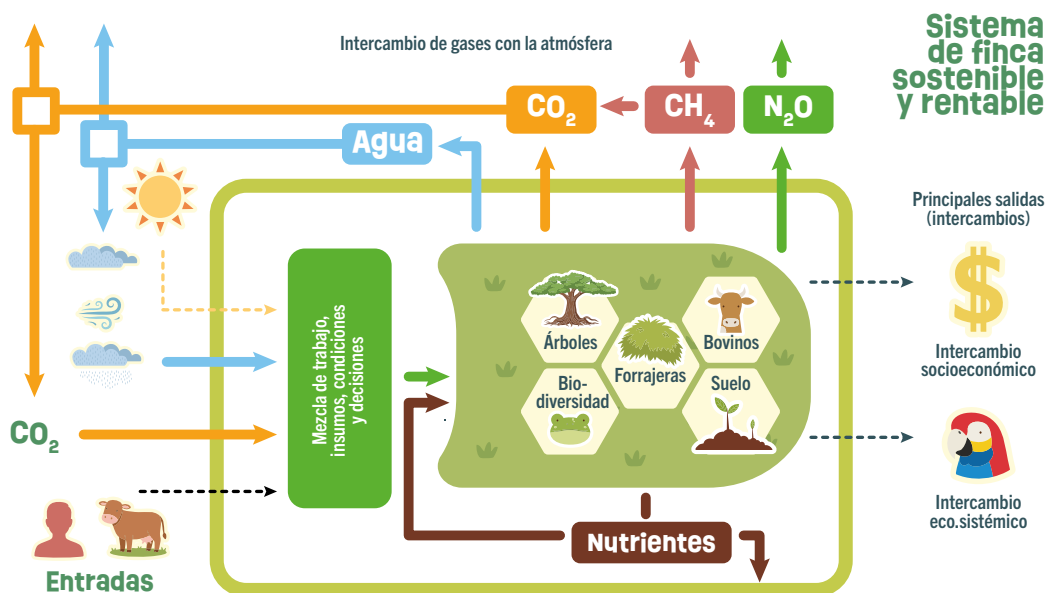 Sistema
de finca
sostenible
y rentable
Intercambio de gases con la atmósfera
CO2
CH4
N2O
Agua
Principales salidas
(intercambios)
Mezcla de trabajo,
insumos, condiciones
y decisiones
Árboles
Bovinos
Forrajeras
Bio-
diversidad
Suelo
$
Intercambio
socioeconómico
CO2
Intercambio
eco.sistémico
Nutrientes
Entradas